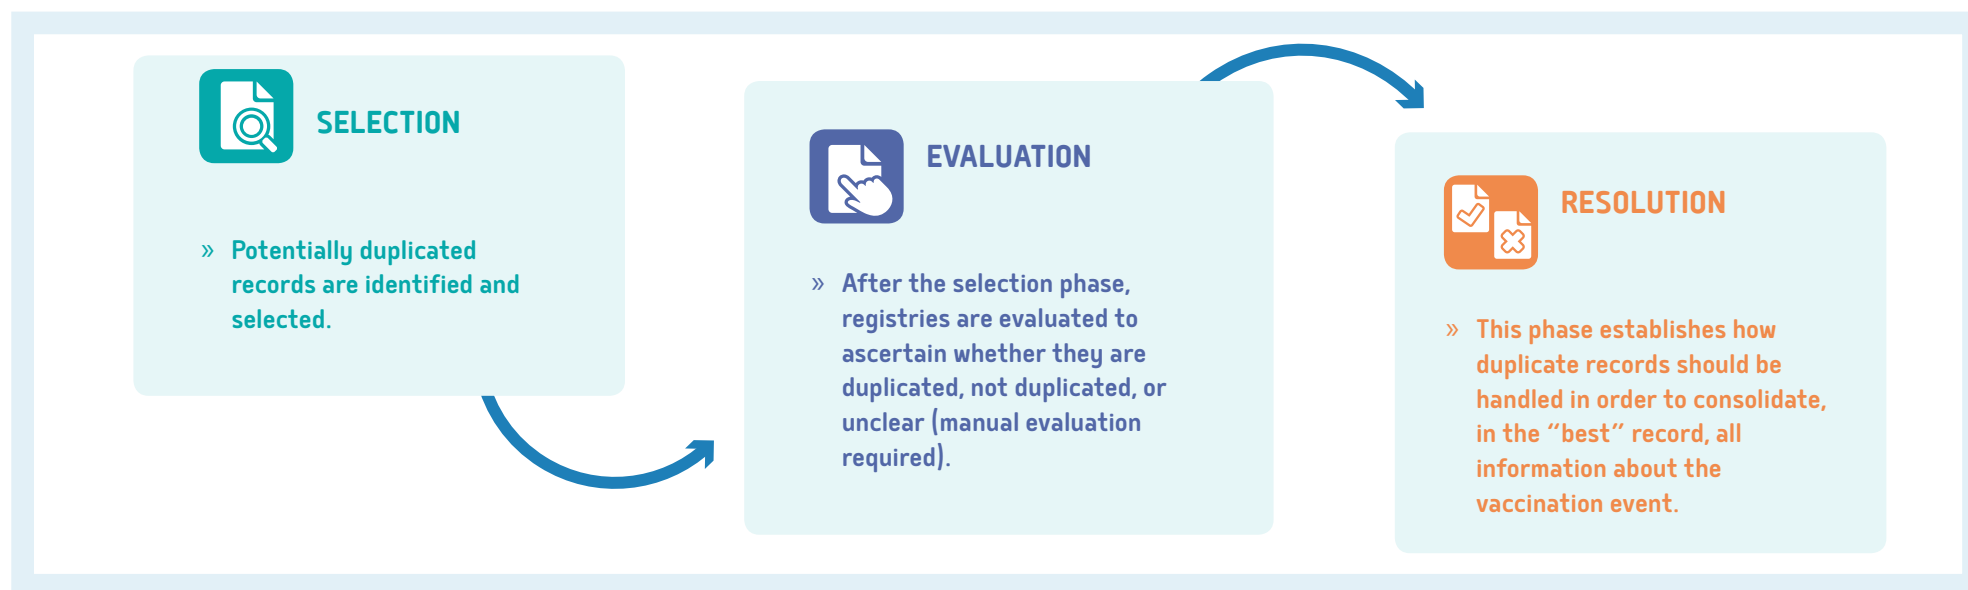 SELECTION
» Potentially duplicated
records are identified and
selected.
EVALUATION
» After the selection phase,
registries are evaluated to
ascertain whether they are
duplicated, not duplicated, or
unclear (manual evaluation
required).
RESOLUTION
» This phase establishes how
duplicate records should be
handled in order to consolidate,
in the “best” record, all
information about the
vaccination event.